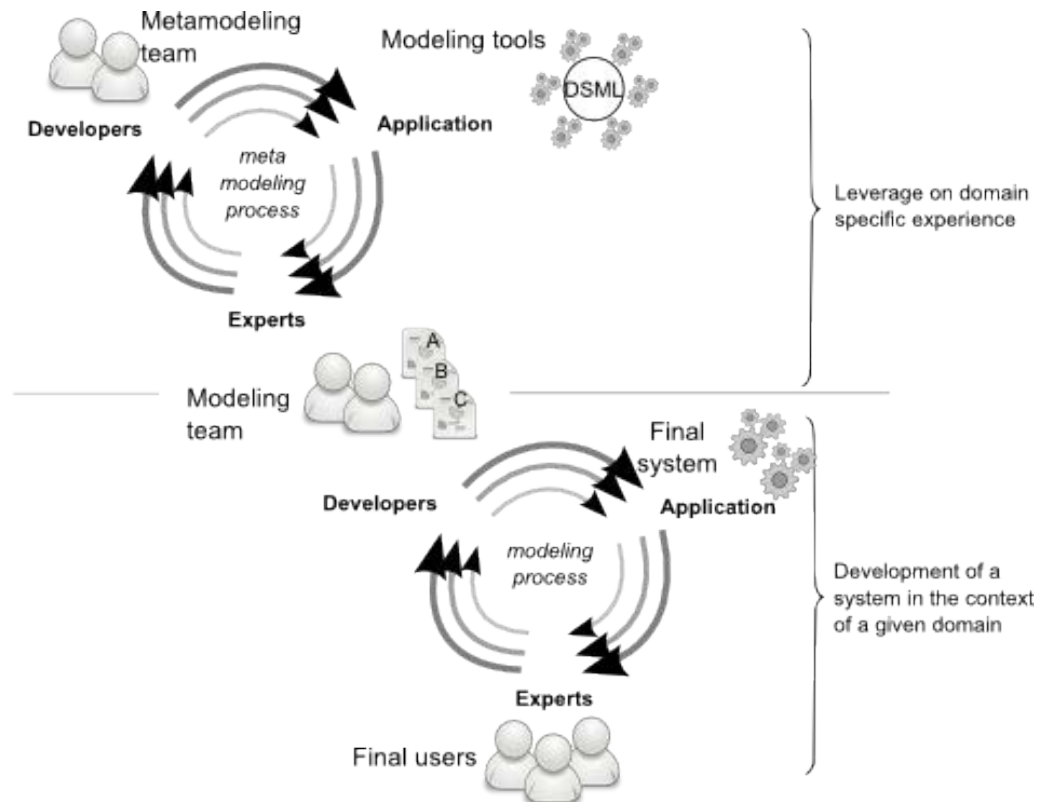 Metamodeling
team
Modeling tools
DSML
Developers
Application
meta
modeling
process
Leverage on domain
specific experience
Experts
A
B
C
Modeling
team
Final
system
Developers
Application
modeling
process
Development of a
system in the context
of a given domain
Experts
Final users